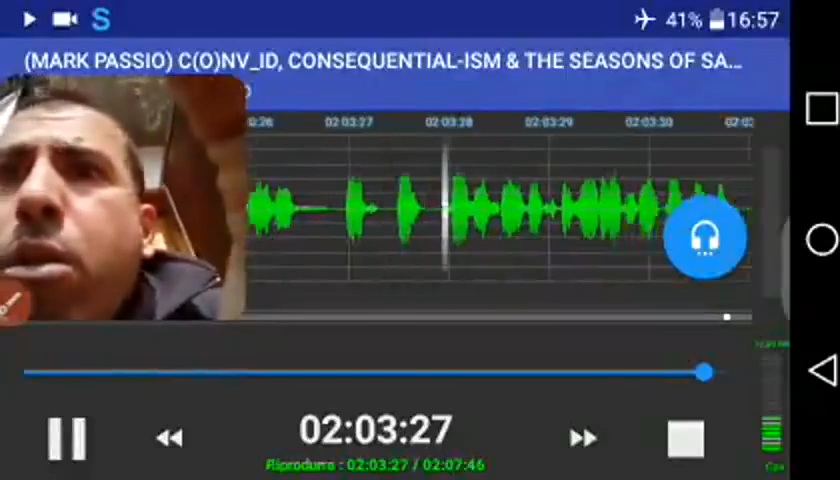 S 41% 16:57
(MARK PASSIO) C(O)NV_ID, CONSEQUENTIAL-ISM & THE SEASONS OF SA...
02:03:27 02:03:28 02:03:29 02:03:30
02:03:27
Riprodurre : 02:03:27 / 02:07:46